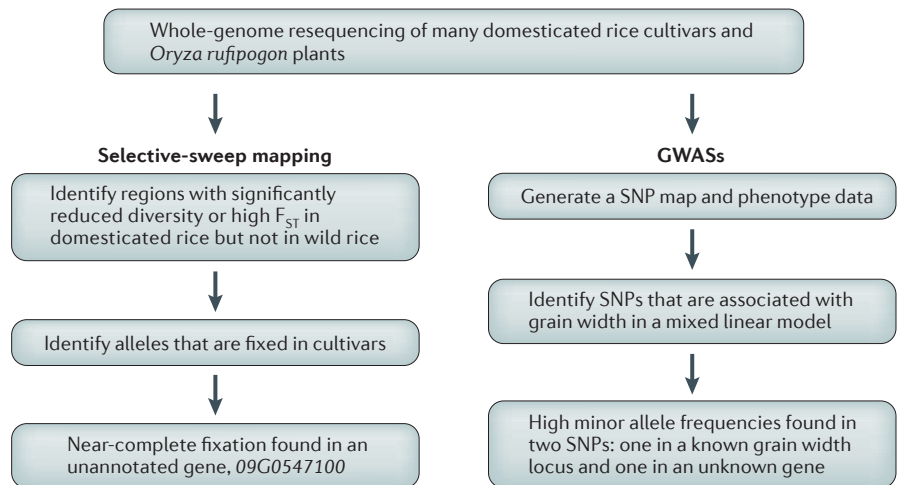 Whole-genome resequencing of many domesticated rice cultivars and
Oryza rufipogon plants
Selective-sweep mapping
Identify regions with significantly
reduced diversity or high FST in
domesticated rice but not in wild rice
Identify alleles that are fixed in cultivars
Near-complete fixation found in an
unannotated gene, 09G0547100
GWASs
Generate a SNP map and phenotype data
Identify SNPs that are associated with
grain width in a mixed linear model
High minor allele frequencies found in
two SNPs: one in a known grain width
locus and one in an unknown gene